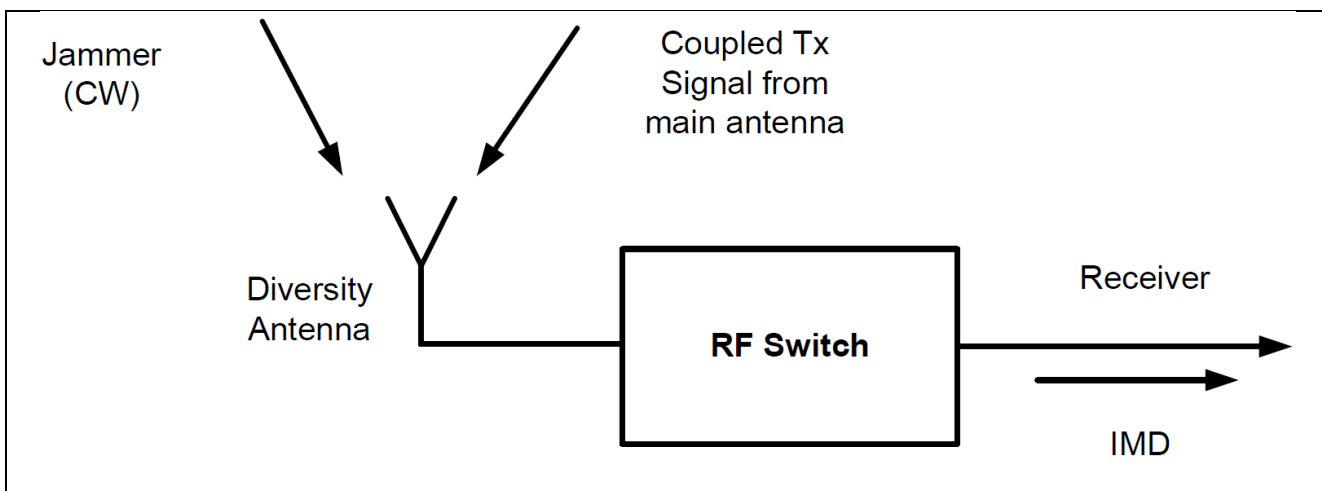 Jammer
(CW)
Coupled Tx
Signal from
main antenna
Diversity
Antenna
RF Switch
Receiver
IMD